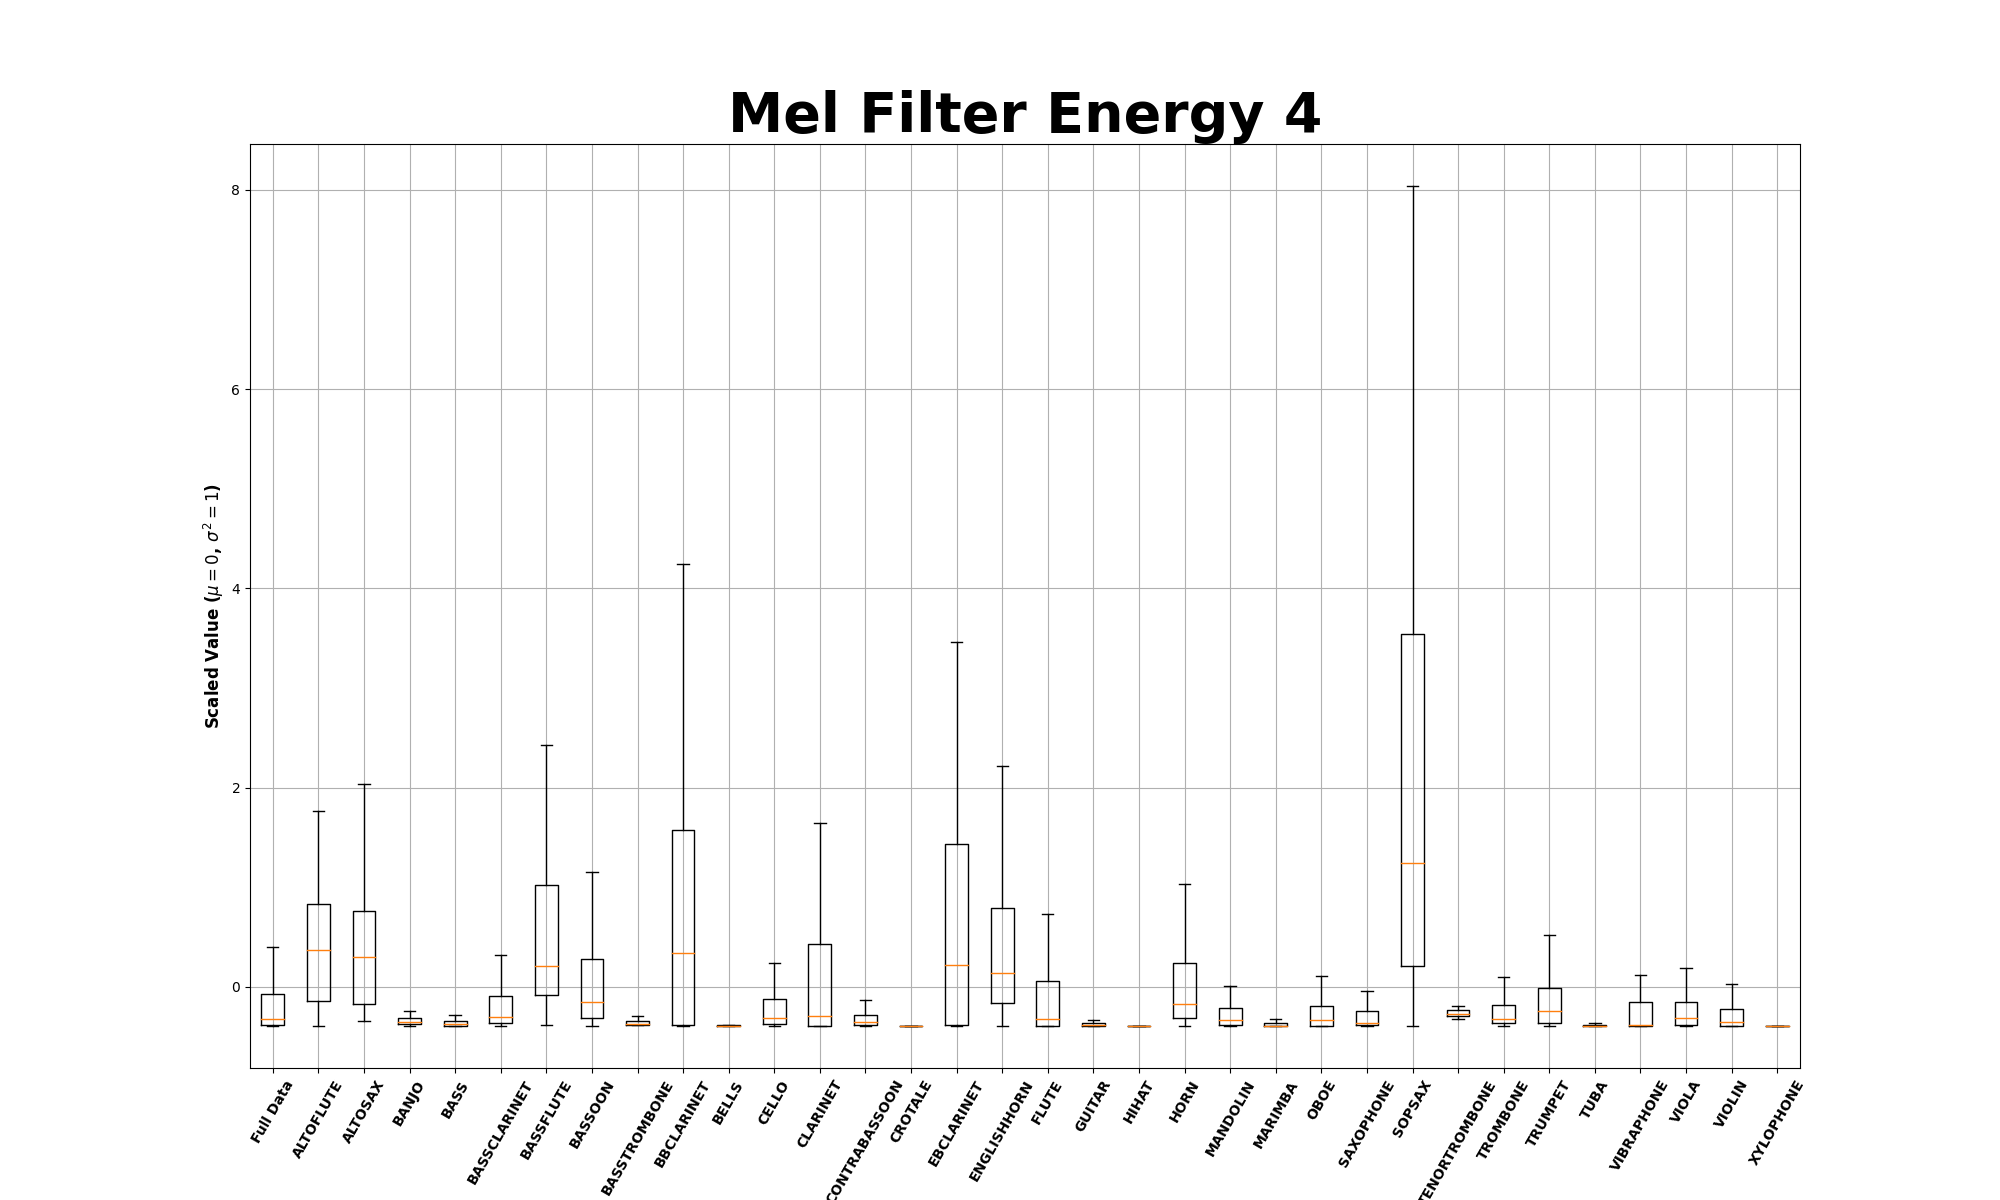 Mel Filter Energy 4
8
6
4
2
0
Scaled Value (μ = 0, σ² = 1)
Full Data
ALTOFLUTE
ALTOSAX
BANJO
BASS
BASSCLARINET
BASSFLUTE
BASSOON
BASSTROMBONE
BBCLARINET
BELLS
CELLO
CLARINET
CONTRABASSOON
CROTALE
EBCLARINET
ENGLISHHORN
FLUTE
GUITAR
HIHAT
HORN
MANDOLIN
MARIMBA
OBOE
SAXOPHONE
SOPSAX
TENORTROMBONE
TROMBONE
TRUMPET
TUBA
VIBRAPHONE
VIOLA
VIOLIN
XYLOPHONE